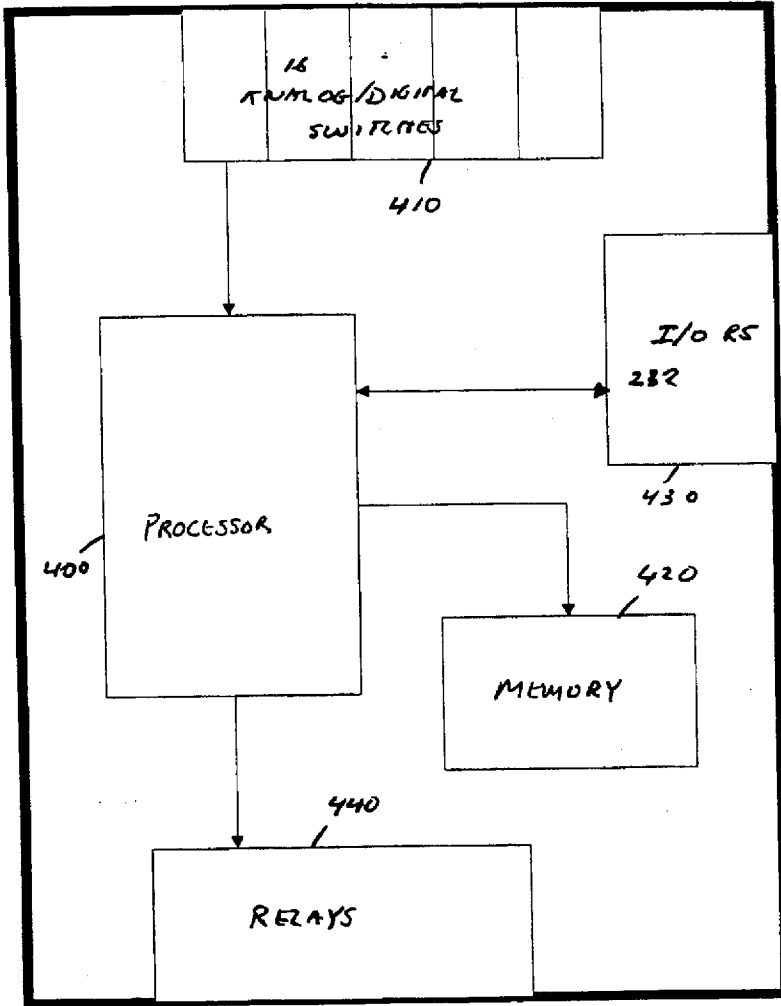 16
ANALOG/DIGITAL
SWITCHES
410
I/O RS
232
430
PROCESSOR
400
420
MEMORY
440
RELAYS